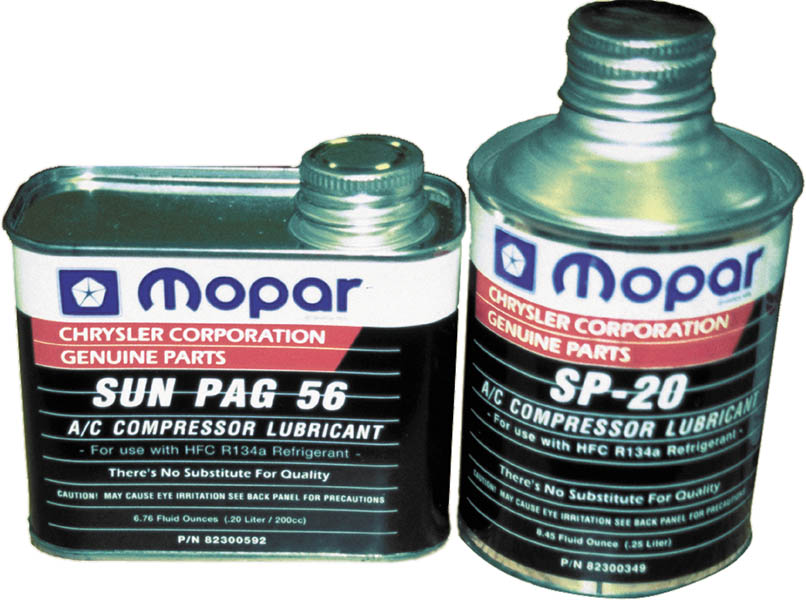 mopar
CHRYSLER CORPORATION
GENUINE PARTS
SUN PAG 56
A/C COMPRESSOR LUBRICANT
- For use with HFC R134a Refrigerant -
There's No Substitute For Quality
CAUTION! MAY CAUSE EYE IRRITATION SEE BACK PANEL FOR PRECAUTIONS
6.76 Fluid Ounces (.20 Liter / 200cc)
P/N 82300592
mopar
CHRYSLER CORPORATION
GENUINE PARTS
SP-20
A/C COMPRESSOR LUBRICANT
- For use with HFC R134a Refrigerant -
There's No Substitute For Quality
CAUTION! MAY CAUSE EYE IRRITATION SEE BACK PANEL FOR PRECAUTIONS
8.45 Fluid Ounce (.25 Liter)
P/N 82300349